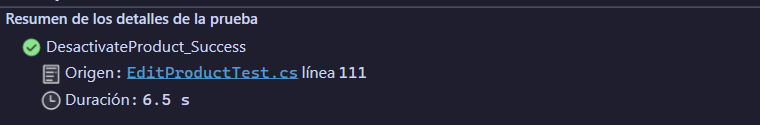 Resumen de los detalles de la prueba
DesactivateProduct_Success
Origen: EditProductTest.cs línea 111
Duración: 6.5 s